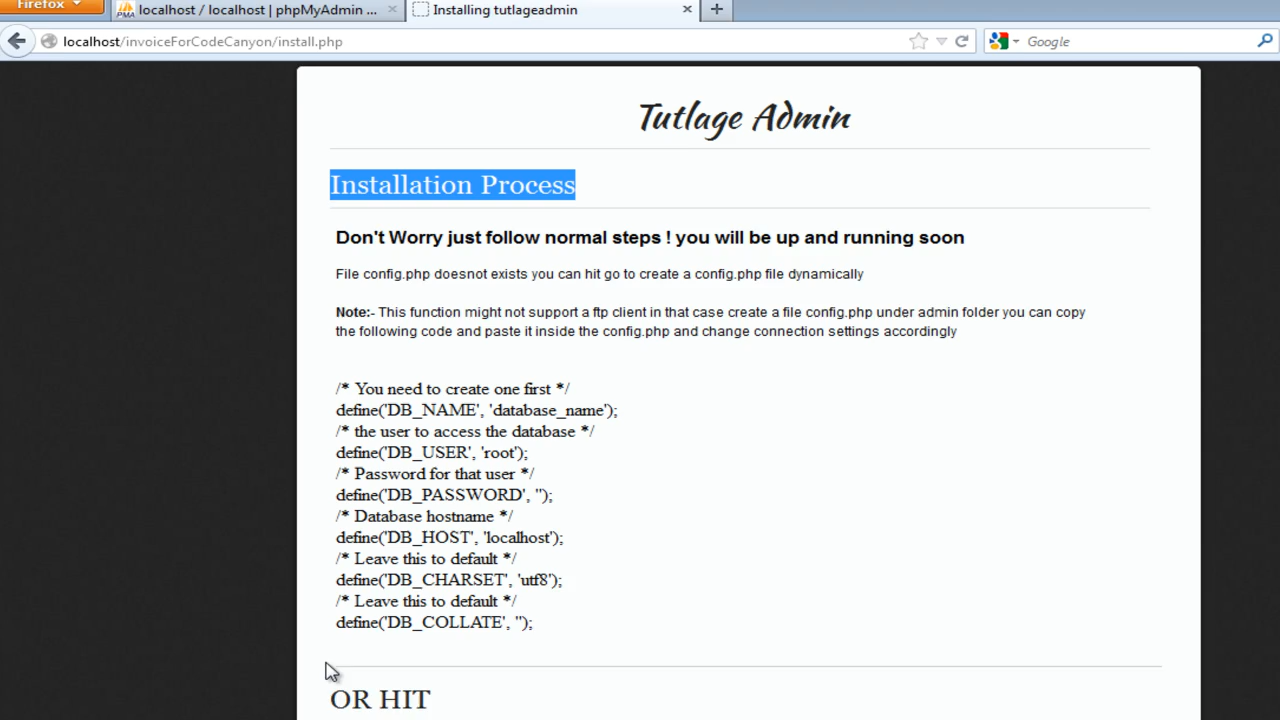 Firefox
localhost / localhost | phpMyAdmin ...
Installing tutlageadmin
localhost/invoiceForCodeCanyon/install.php
Google
Tutlage Admin
Installation Process
Don't Worry just follow normal steps ! you will be up and running soon
File config.php doesnot exists you can hit go to create a config.php file dynamically
Note:- This function might not support a ftp client in that case create a file config.php under admin folder you can copy
the following code and paste it inside the config.php and change connection settings accordingly
/* You need to create one first */
define('DB_NAME', 'database_name');
/* the user to access the database */
define('DB_USER', 'root');
/* Password for that user */
define('DB_PASSWORD', '');
/* Database hostname */
define('DB_HOST', 'localhost');
/* Leave this to default */
define('DB_CHARSET', 'utf8');
/* Leave this to default */
define('DB_COLLATE', '');
OR HIT